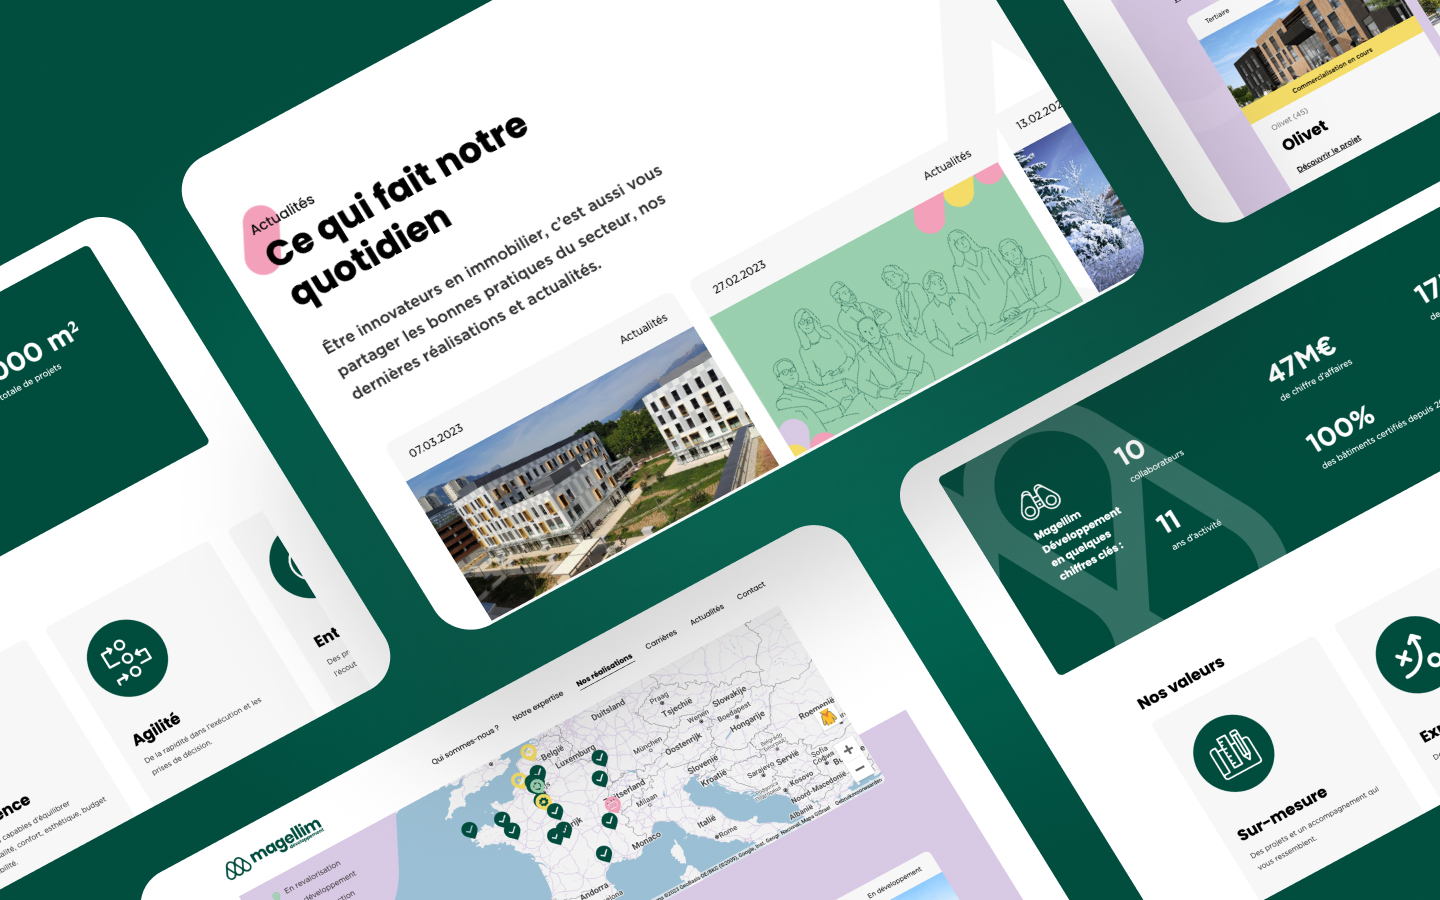 000 m²
totale de projets
Agilité
De la rapidité dans l'exécution et les
prises de décision.
Ent
Des pr
l'écout
ence
capables d'équilibrer
alité, confort, esthétique, budget
bilité.
Actualités
Ce qui fait notre
quotidien
Être innovateurs en immobilier, c'est aussi vous
partager les bonnes pratiques du secteur, nos
dernières réalisations et actualités.
07.03.2023
Actualités
27.02.2023
Actualités
13.02.202
Tertiaire
Commercialisation en cours
Olivet (45)
Olivet
Découvrir le projet
magellim
développement
Qui sommes-nous ?
Notre expertise
Nos réalisations
Carrières
Actualités
Contact
En revalorisation
développement
ction
België
Luxemburg
Duitsland
Praag
Tsjechië
Slowakije
Wenen
Boedapest
München
Oostenrijk
Hongarije
Roemenië
Slovenië
Kroatië
Belgrado
Sarajevo
Servië
Sofia
Kosovo
Noord-Macedonië
Albanië
Milaan
Monaco
Italië
Rome
Andorra
Gebruiksvoorwaarden
En développement
Magellim
Développement
en quelques
chiffres clés :
10
collaborateurs
11
ans d'activité
47M€
de chiffre d'affaires
100%
des bâtiments certifiés depuis 20
17
de
Nos valeurs
Sur-mesure
Des projets et un accompagnement qui
vous ressemblent.
Exp